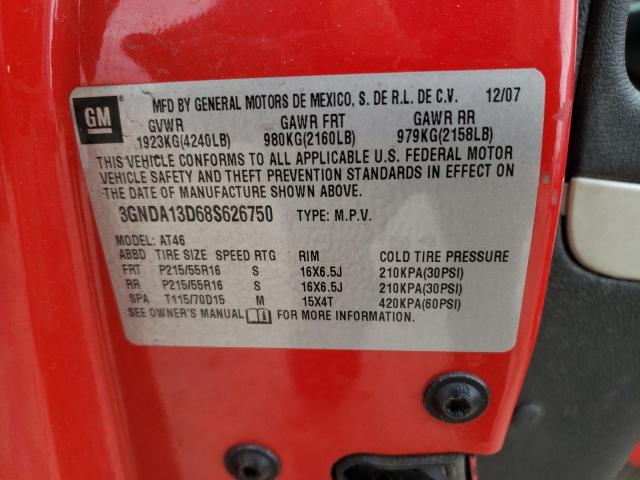 GM
MFD BY GENERAL MOTORS DE MEXICO, S. DE R.L. DE C.V. 12/07
GVWR GAWR FRT GAWR RR
1923KG(4240LB) 980KG(2160LB) 979KG(2158LB)
THIS VEHICLE CONFORMS TO ALL APPLICABLE U.S. FEDERAL MOTOR
VEHICLE SAFETY AND THEFT PREVENTION STANDARDS IN EFFECT ON
THE DATE OF MANUFACTURE SHOWN ABOVE.
3GNDA13D68S626750 TYPE: M.P.V.
MODEL: AT46
ABBD TIRE SIZE SPEED RTG RIM COLD TIRE PRESSURE
FRT P215/55R16 S 16X6.5J 210KPA(30PSI)
RR P215/55R16 S 16X6.5J 210KPA(30PSI)
SPA T115/70D15 M 15X4T 420KPA(60PSI)
SEE OWNER'S MANUAL FOR MORE INFORMATION.